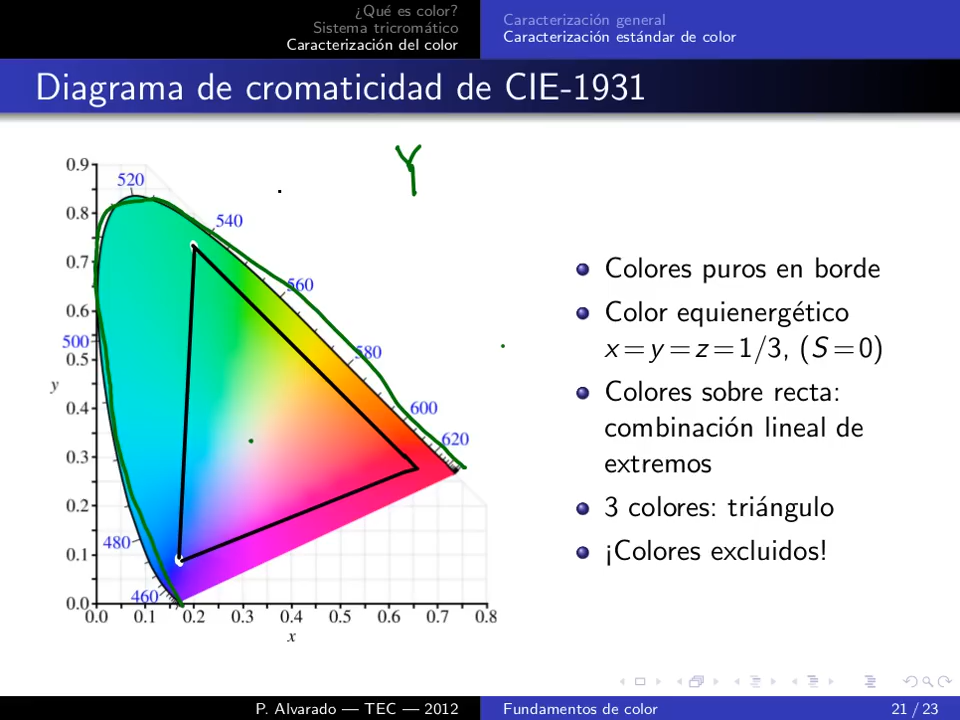 ¿Qué es color?
Sistema tricromático
Caracterización del color
Caracterización general
Caracterización estándar de color
Diagrama de cromaticidad de CIE-1931
Y
0.9
0.8
0.7
0.6
0.5
0.4
0.3
0.2
0.1
0.0
y
520
540
560
500
580
600
620
480
460
0.0 0.1 0.2 0.3 0.4 0.5 0.6 0.7 0.8
x
Colores puros en borde
Color equienergético
x = y = z = 1/3, (S = 0)
Colores sobre recta:
combinación lineal de
extremos
3 colores: triángulo
¡Colores excluidos!
P. Alvarado — TEC — 2012
Fundamentos de color
21 / 23